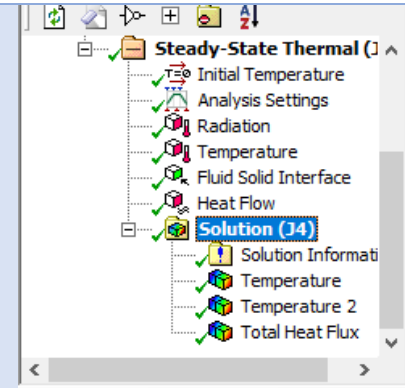 Steady-State Thermal (J
T=0 Initial Temperature
Analysis Settings
Radiation
Temperature
Fluid Solid Interface
Heat Flow
Solution (J4)
Solution Informati
Temperature
Temperature 2
Total Heat Flux